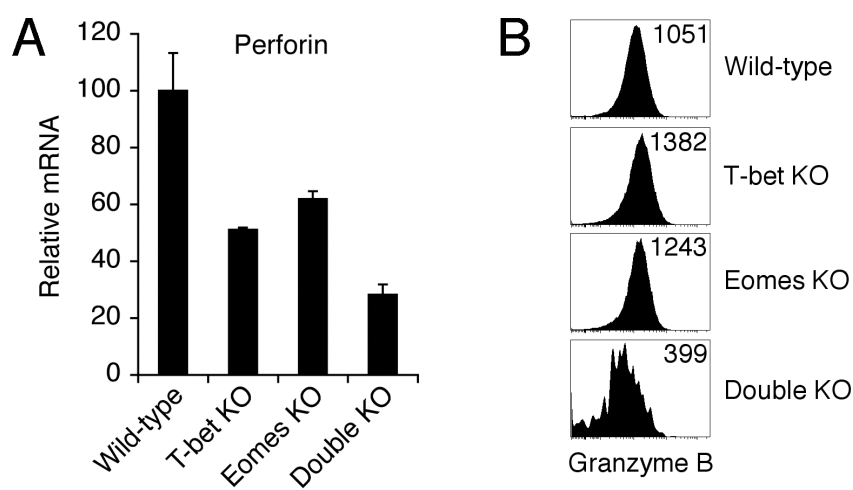 A
Perforin
Relative mRNA
120
100
80
60
40
20
0
Wild-type
T-bet KO
Eomes KO
Double KO
B
1051
Wild-type
1382
T-bet KO
1243
Eomes KO
399
Double KO
Granzyme B